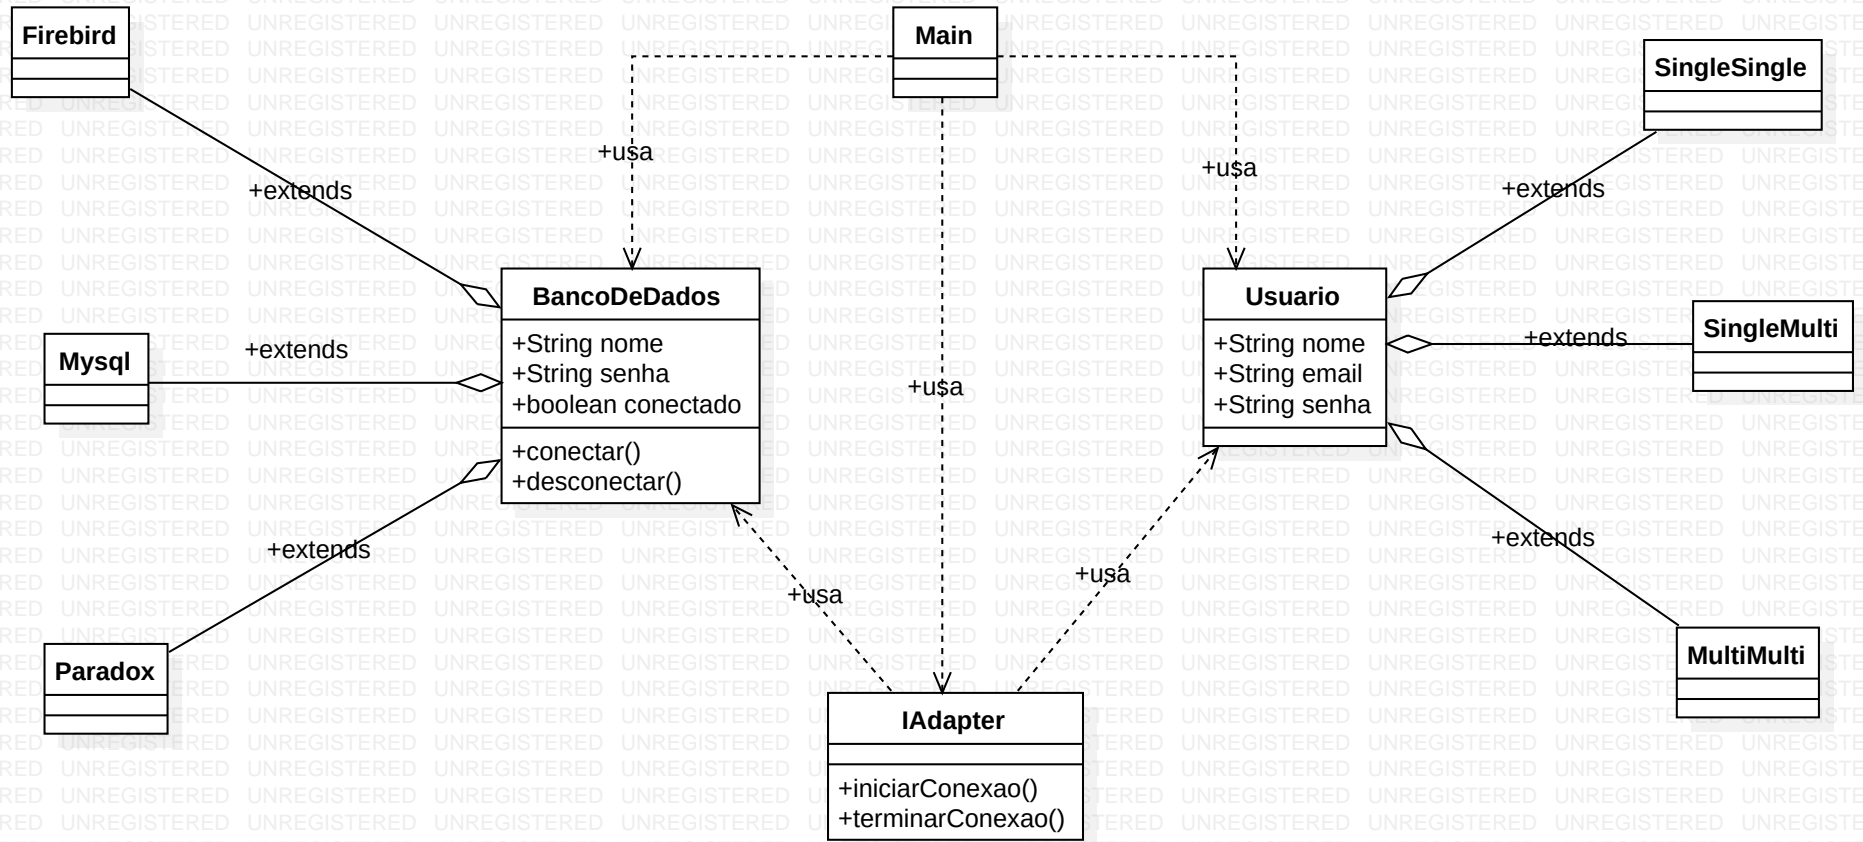 Firebird
Main
SingleSingle
+usa
+usa
+extends
+extends
BancoDeDados
+String nome
+String senha
+boolean conectado
+conectar()
+desconectar()
Usuario
+String nome
+String email
+String senha
SingleMulti
+extends
Mysql
+extends
+usa
+extends
+extends
+usa
+usa
Paradox
MultiMulti
IAdapter
+iniciarConexao()
+terminarConexao()
UNREGISTERED